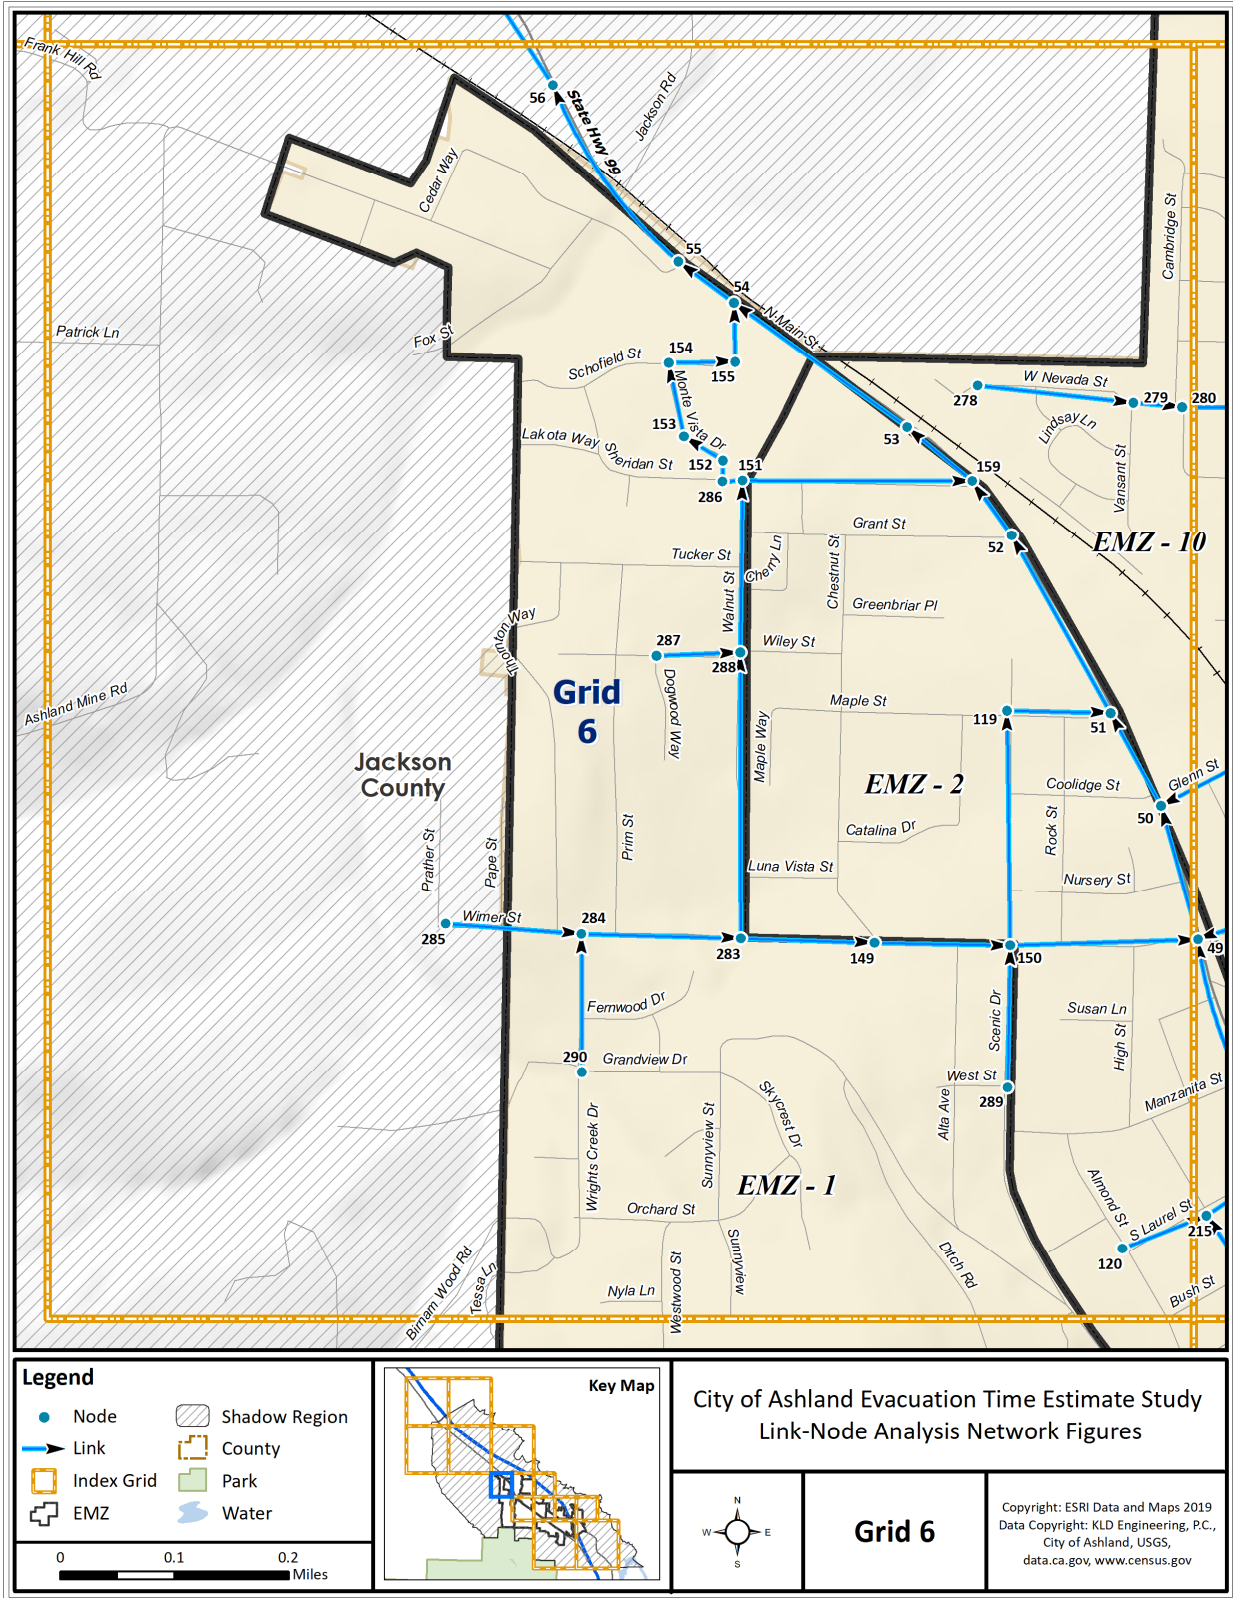 Frank Hill Rd
56
State Hwy 99
Jackson Rd
Cedar Way
Cambridge St
55
54
N Main St
Patrick Ln
Fox St
Schofield St
154
155
W Nevada St
278
279
280
Monte Vista Dr
153
Lindsay Ln
53
Lakota Way
Sheridan St
152
151
286
159
Vansant St
Grant St
52
EMZ - 10
Tucker St
Cherry Ln
Chestnut St
Walnut St
Greenbriar Pl
Thornton Way
287
288
Wiley St
Grid
6
Dogwood Way
Ashland Mine Rd
Maple St
Maple Way
119
51
Jackson
County
EMZ - 2
Coolidge St
Glenn St
50
Prather St
Pape St
Prim St
Catalina Dr
Rock St
Luna Vista St
Nursery St
Wimer St
285
284
283
149
150
49
Fernwood Dr
Scenic Dr
Susan Ln
High St
290
Grandview Dr
West St
289
Manzanita St
Alta Ave
Wrights Creek Dr
Sunnyview St
Skycrest Dr
EMZ - 1
Almond St
Orchard St
S Laurel St
215
120
Birnam Wood Rd
Tessa Ln
Nyla Ln
Westwood St
Sunnyview
Ditch Rd
Bush St
Legend
Node
Link
Index Grid
EMZ
Shadow Region
County
Park
Water
0 0.1 0.2
Miles
Key Map
City of Ashland Evacuation Time Estimate Study
Link-Node Analysis Network Figures
N
W E
S
Grid 6
Copyright: ESRI Data and Maps 2019
Data Copyright: KLD Engineering, P.C.,
City of Ashland, USGS,
data.ca.gov, www.census.gov